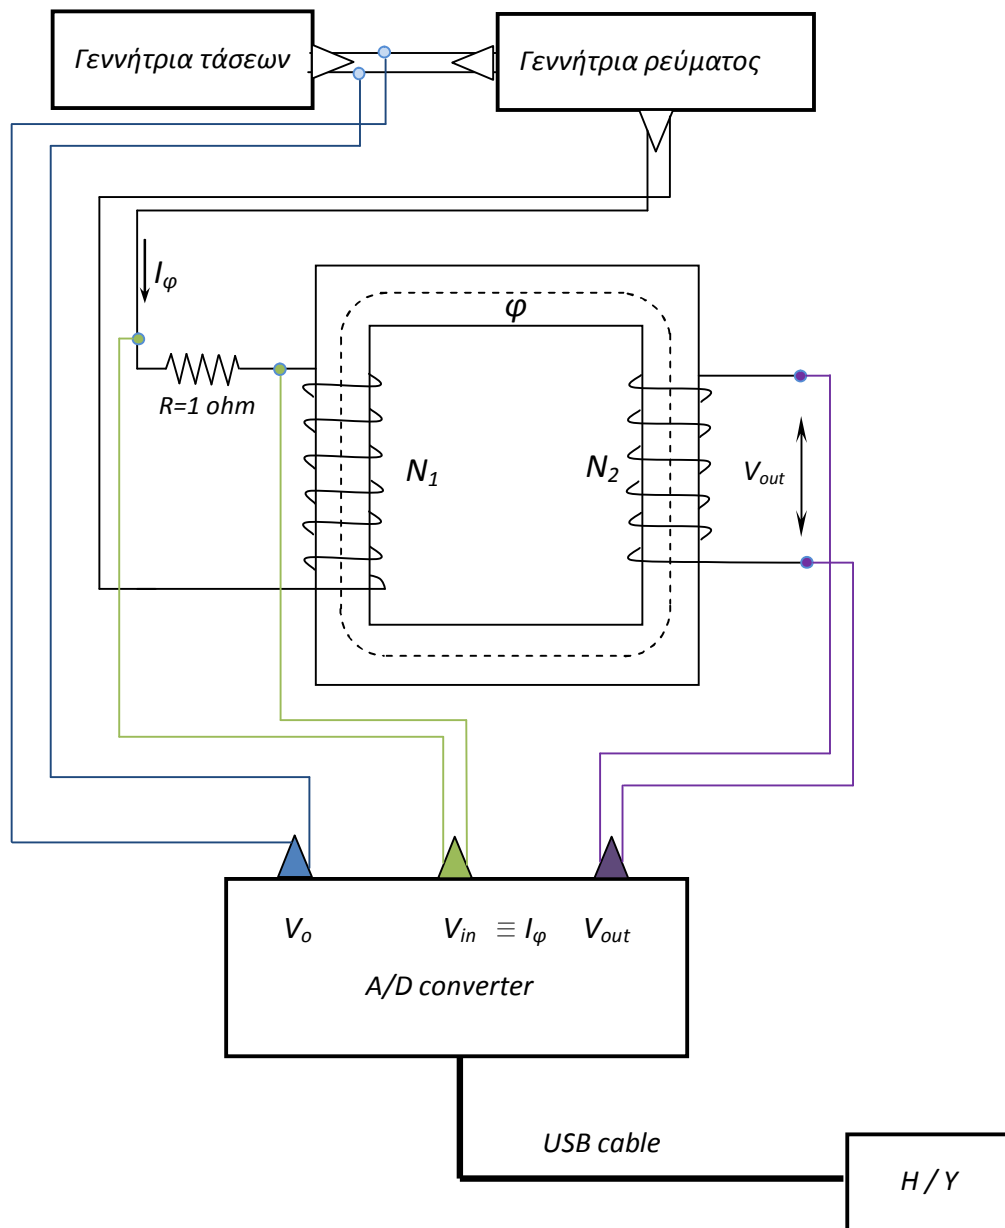 Γεννήτρια τάσεων
Γεννήτρια ρεύματος
Iφ
φ
R=1 ohm
N1
N2
Vout
Vo
Vin ≡ Iφ
Vout
A/D converter
USB cable
Η / Υ